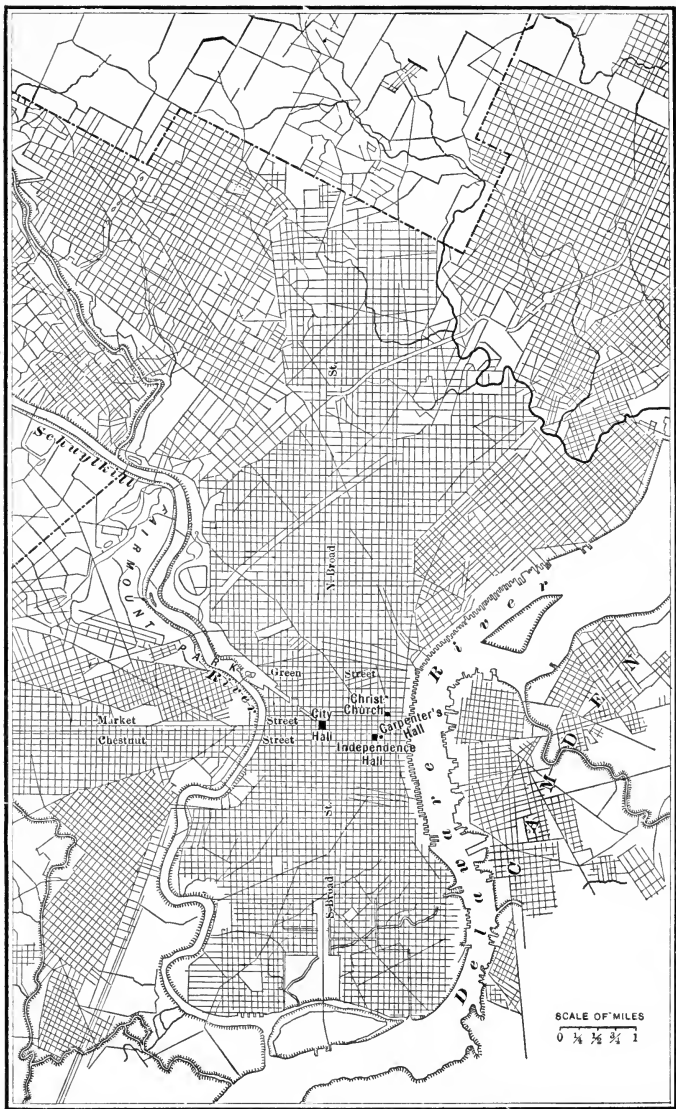 Schuylkill
FAIRMOUNT
PARK
River
N-Broad
St.
Green Street
Market Street
Chestnut Street
City
Hall
Christ
Church
Carpenter's
Hall
Independence
Hall
S-Broad
St.
Delaware
River
CAMDEN
SCALE OF MILES
0 ¼ ½ ¾ 1